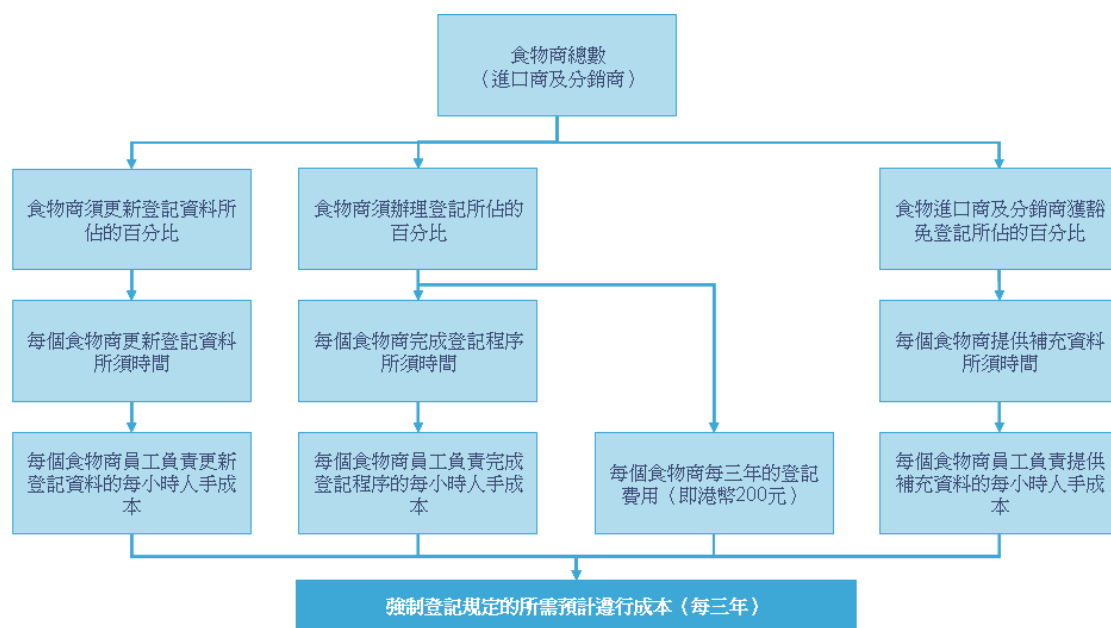 食物商總數
（進口商及分銷商）
食物商須更新登記資料所
佔的百分比
食物商須辦理登記所佔的
百分比
食物進口商及分銷商獲豁
免登記所佔的百分比
每個食物商更新登記資料
所須時間
每個食物商完成登記程序
所須時間
每個食物商提供補充資料
所須時間
每個食物商員工負責更新
登記資料的每小時人手成
本
每個食物商員工負責完成
登記程序的每小時人手成
本
每個食物商每三年的登記
費用（即港幣200元）
每個食物商員工負責提供
補充資料的每小時人手成
本
強制登記規定的所需預計遵行成本（每三年）